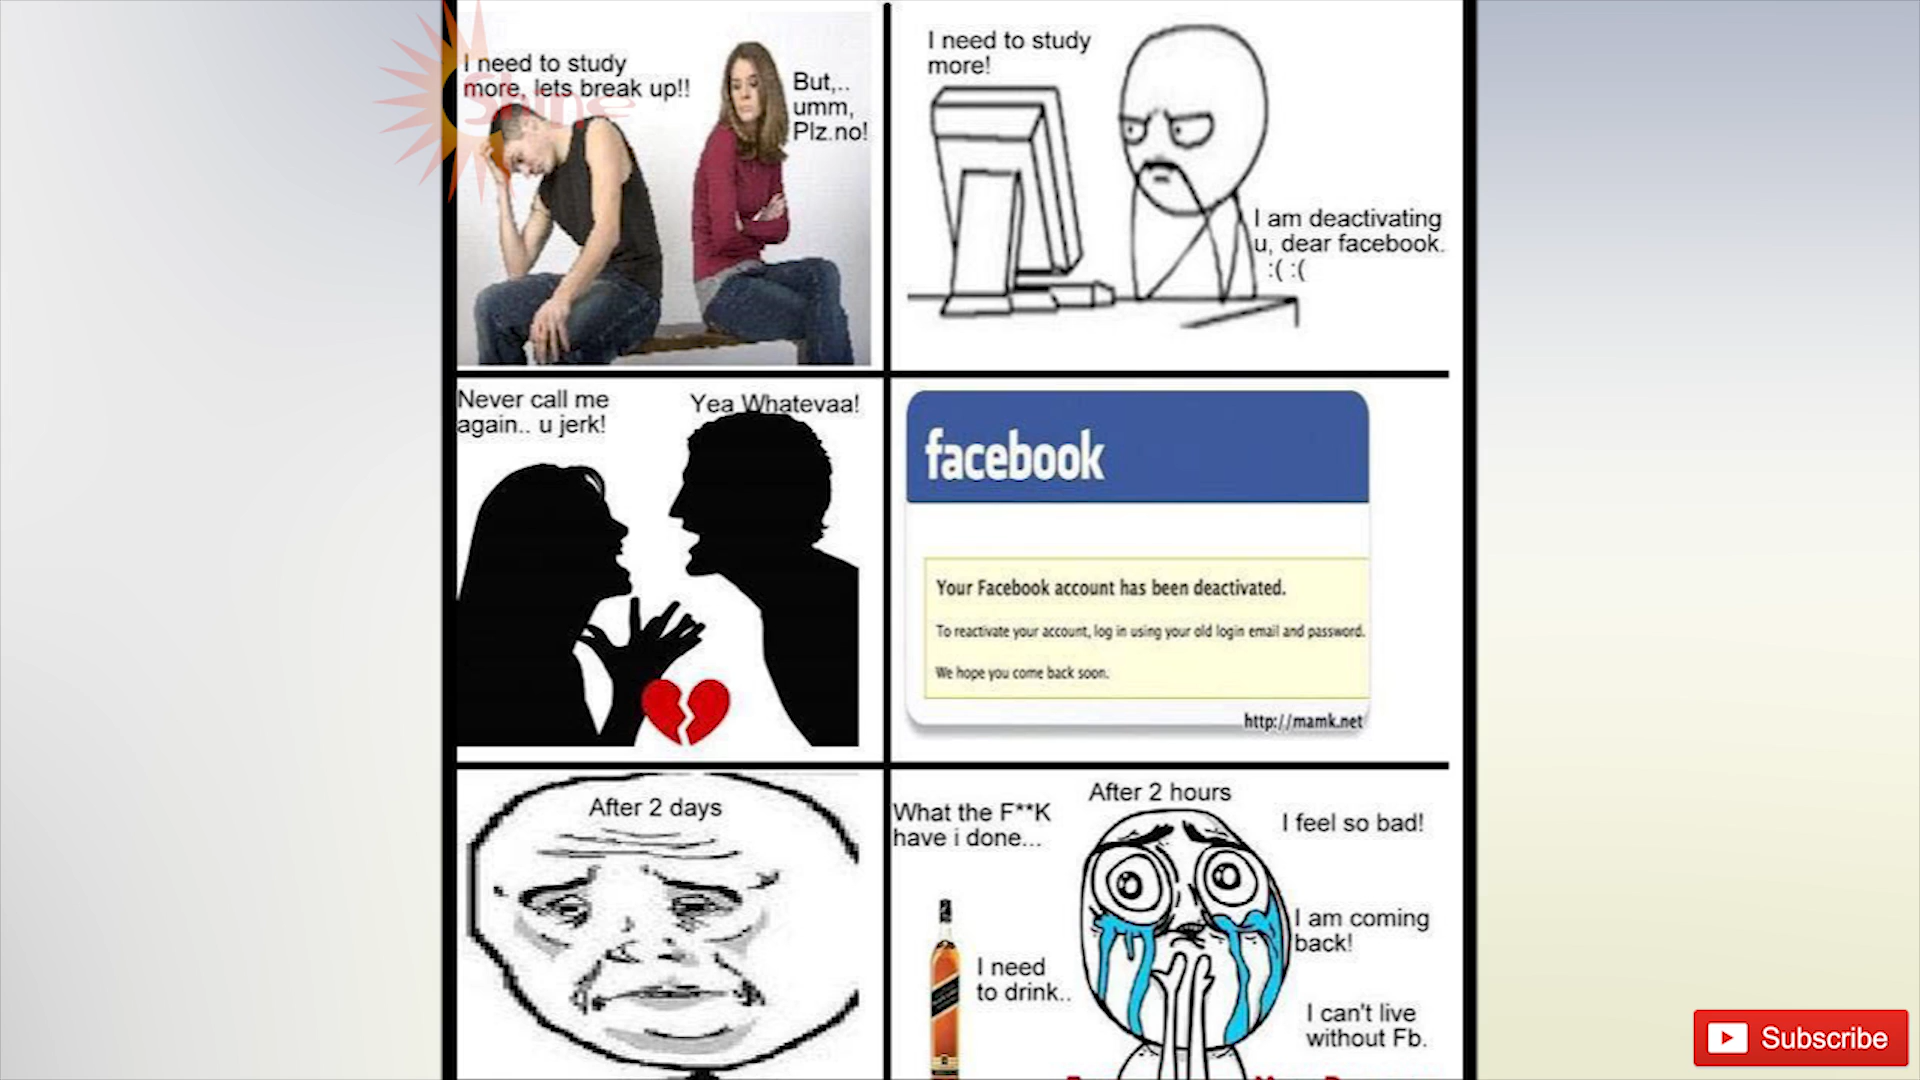 Shine
I need to study
more, lets break up!!
But,..
umm,
Plz.no!
I need to study
more!
I am deactivating
u, dear facebook.
:( :(
Never call me
again.. u jerk!
Yea Whatevaa!
facebook
Your Facebook account has been deactivated.
To reactivate your account, log in using your old login email and password.
We hope you come back soon.
http://mamk.net
After 2 days
After 2 hours
What the F**K
have i done...
I feel so bad!
I am coming
back!
I need
to drink..
I can't live
without Fb.
Subscribe